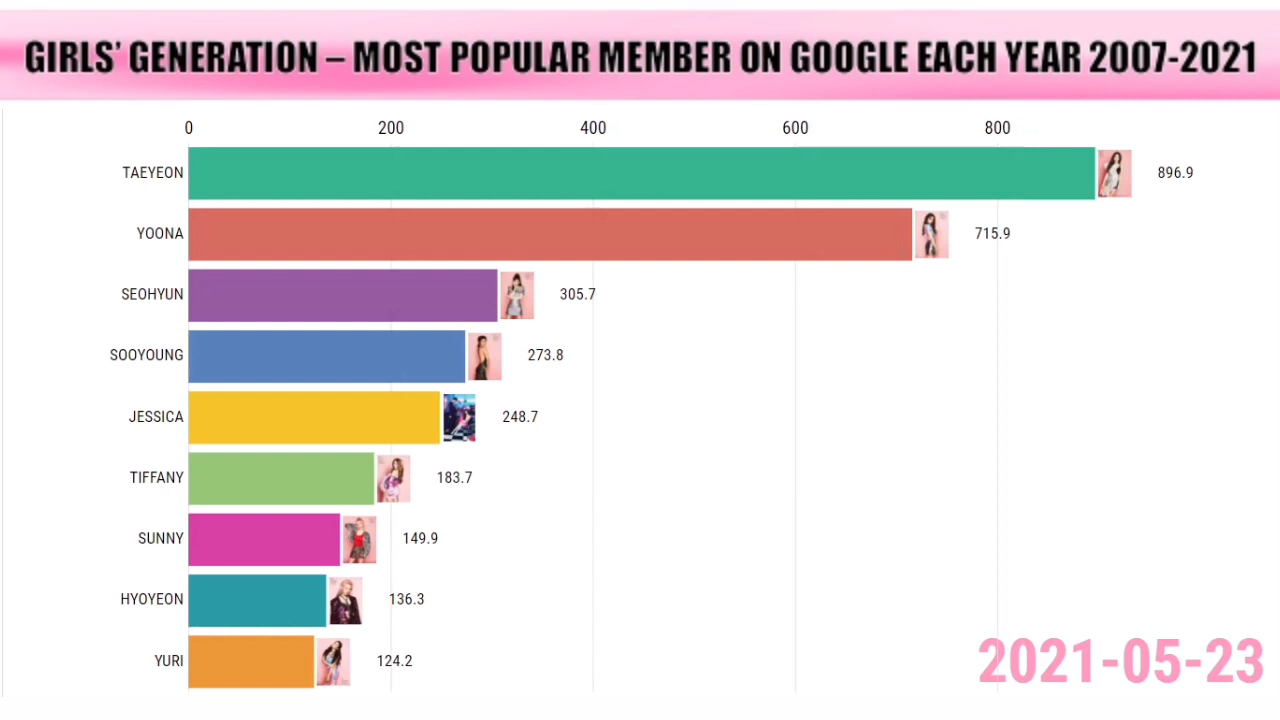 GIRLS' GENERATION – MOST POPULAR MEMBER ON GOOGLE EACH YEAR 2007-2021
0 200 400 600 800
TAEYEON 896.9
YOONA 715.9
SEOHYUN 305.7
SOOYOUNG 273.8
JESSICA 248.7
TIFFANY 183.7
SUNNY 149.9
HYOYEON 136.3
YURI 124.2
2021-05-23